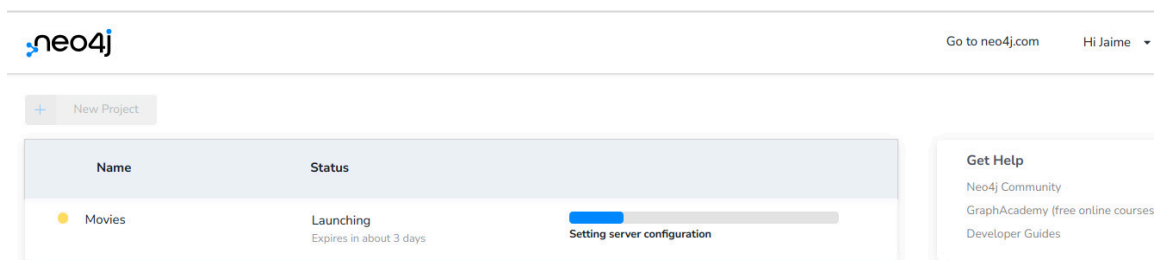 neo4j
Go to neo4j.com
Hi Jaime
+ New Project
Name
Status
Movies
Launching
Expires in about 3 days
Setting server configuration
Get Help
Neo4j Community
GraphAcademy (free online courses
Developer Guides